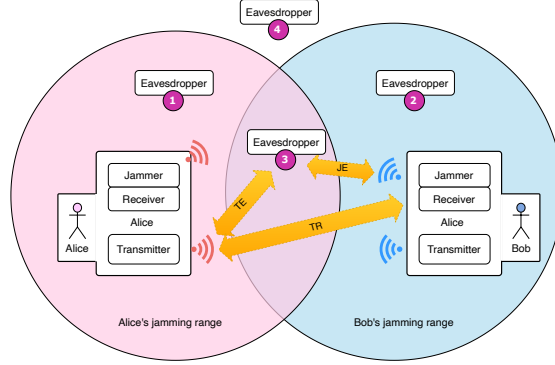 Eavesdropper
4
Eavesdropper
1
Eavesdropper
2
Eavesdropper
3
JE
TE
TR
Jammer
Receiver
Alice
Transmitter
Alice
Jammer
Receiver
Alice
Transmitter
Bob
Alice's jamming range
Bob's jamming range